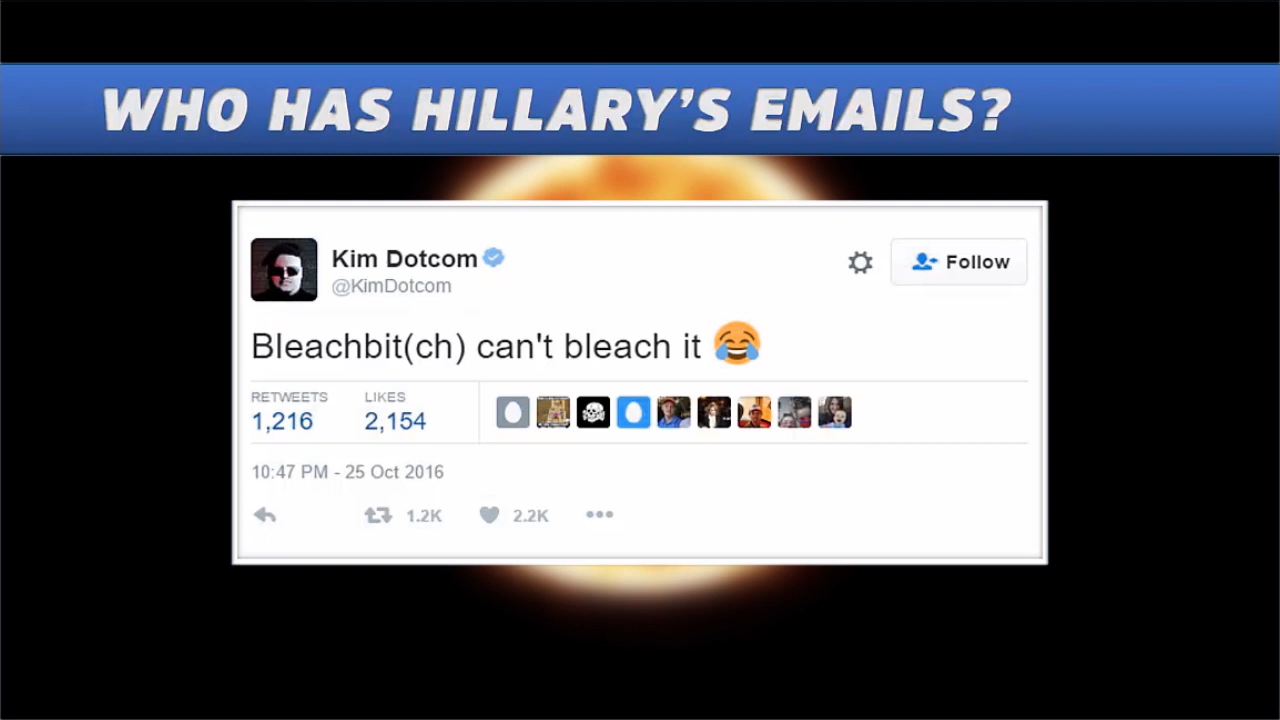 WHO HAS HILLARY'S EMAILS?
Kim Dotcom
@KimDotcom
Follow
Bleachbit(ch) can't bleach it 😂
RETWEETS LIKES
1,216 2,154
10:47 PM - 25 Oct 2016
1.2K 2.2K